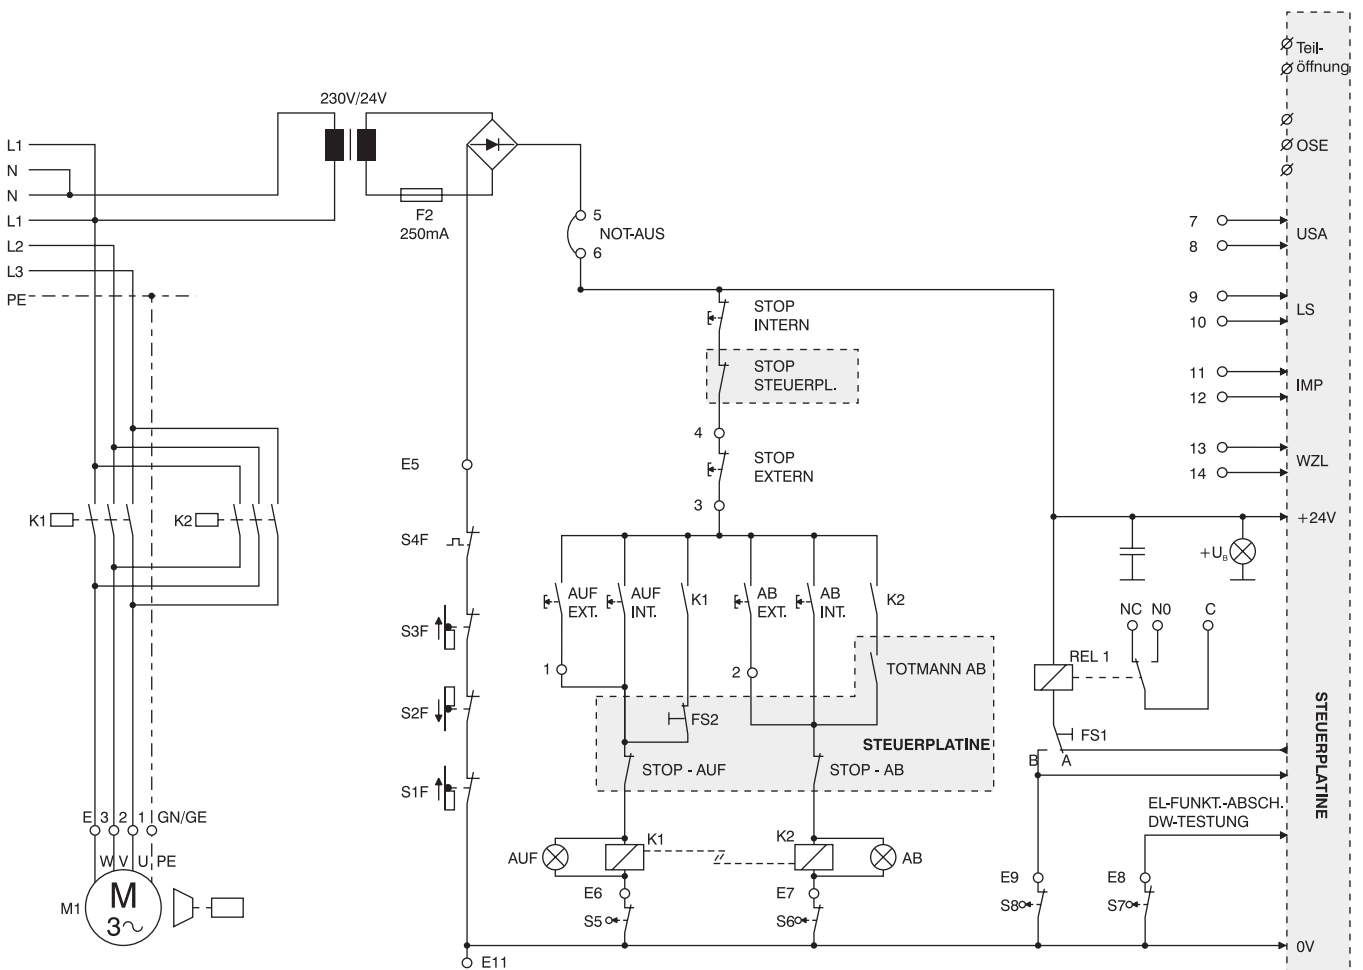 230V/24V
L1
N
N
L1
L2
L3
PE
F2
250mA
5
NOT-AUS
6
STOP
INTERN
STOP
STEUERPL.
4
STOP
EXTERN
3
Teil-
öffnung
OSE
7
8
USA
9
10
LS
11
12
IMP
13
14
WZL
+24V
+UB
K1
K2
E5
S4F
S3F
S2F
S1F
AUF
EXT.
AUF
INT.
K1
AB
EXT.
AB
INT.
K2
1
2
TOTMANN AB
FS2
STEUERPLATINE
STOP - AUF
STOP - AB
NC N0 C
REL 1
FS1
B A
STEUERPLATINE
EL-FUNKT.-ABSCH.
DW-TESTUNG
E 3 2 1 GN/GE
W V U PE
M1
M
3~
AUF
K1
K2
AB
E6
S5
E7
S6
E9
S8
E8
S7
0V
E11